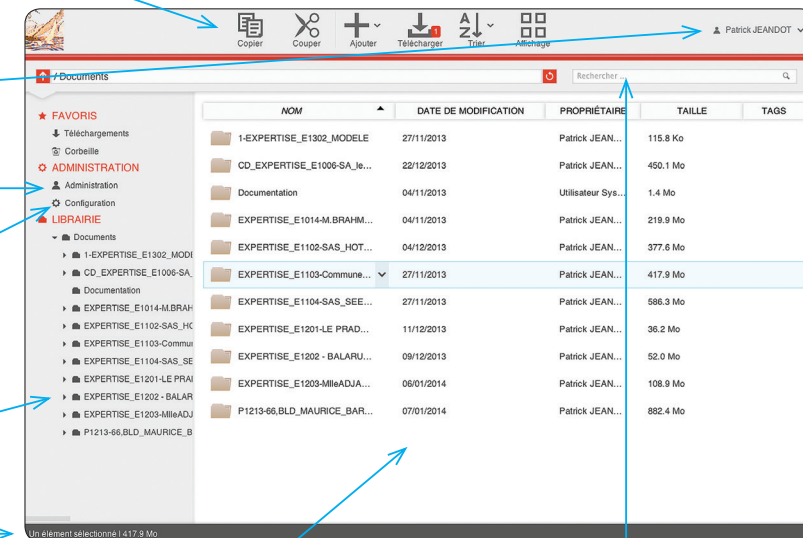 Copier Couper Ajouter Télécharger 1 Trier Affichage
Patrick JEANDOT
/ Documents
Rechercher ...
FAVORIS
Téléchargements
Corbeille
ADMINISTRATION
Administration
Configuration
LIBRAIRIE
Documents
1-EXPERTISE_E1302_MODE
CD_EXPERTISE_E1006-SA_
Documentation
EXPERTISE_E1014-M.BRAH
EXPERTISE_E1102-SAS_HO
EXPERTISE_E1103-Commu
EXPERTISE_E1104-SAS_SE
EXPERTISE_E1201-LE PRA
EXPERTISE_E1202 - BALAR
EXPERTISE_E1203-MlleADJ
P1213-66,BLD_MAURICE_B
NOM DATE DE MODIFICATION PROPRIÉTAIRE TAILLE TAGS
1-EXPERTISE_E1302_MODELE 27/11/2013 Patrick JEAN... 115.8 Ko
CD_EXPERTISE_E1006-SA_le... 22/12/2013 Patrick JEAN... 450.1 Mo
Documentation 04/11/2013 Utilisateur Sys... 1.4 Mo
EXPERTISE_E1014-M.BRAHM... 04/11/2013 Patrick JEAN... 219.9 Mo
EXPERTISE_E1102-SAS_HOT... 04/12/2013 Patrick JEAN... 377.6 Mo
EXPERTISE_E1103-Commune... 27/11/2013 Patrick JEAN... 417.9 Mo
EXPERTISE_E1104-SAS_SEE... 27/11/2013 Patrick JEAN... 586.3 Mo
EXPERTISE_E1201-LE PRAD... 11/12/2013 Patrick JEAN... 36.2 Mo
EXPERTISE_E1202 - BALARU... 09/12/2013 Patrick JEAN... 52.0 Mo
EXPERTISE_E1203-MlleADJA... 06/01/2014 Patrick JEAN... 108.9 Mo
P1213-66,BLD_MAURICE_BAR... 07/01/2014 Patrick JEAN... 882.4 Mo
Un élément sélectionné | 417.9 Mo